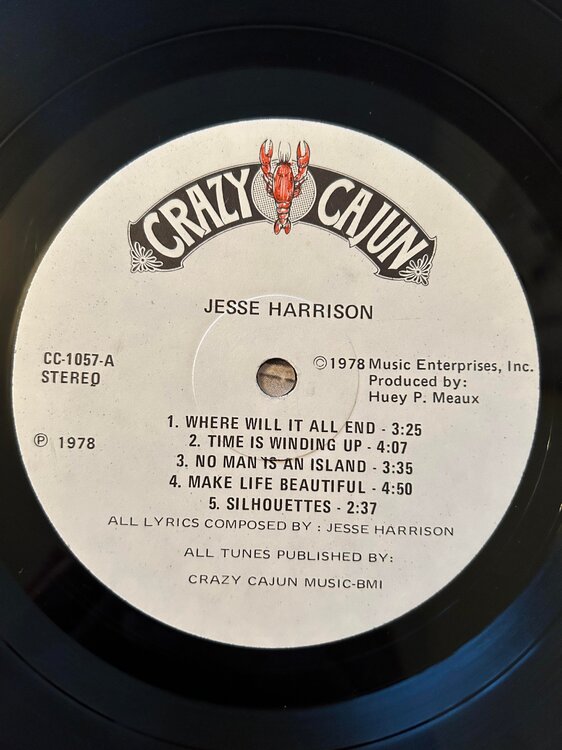 CRAZY CAJUN
JESSE HARRISON
CC-1057-A
STEREO
©1978 Music Enterprises, Inc.
Produced by:
Huey P. Meaux
℗ 1978
1. WHERE WILL IT ALL END - 3:25
2. TIME IS WINDING UP - 4:07
3. NO MAN IS AN ISLAND - 3:35
4. MAKE LIFE BEAUTIFUL - 4:50
5. SILHOUETTES - 2:37
ALL LYRICS COMPOSED BY : JESSE HARRISON
ALL TUNES PUBLISHED BY:
CRAZY CAJUN MUSIC-BMI